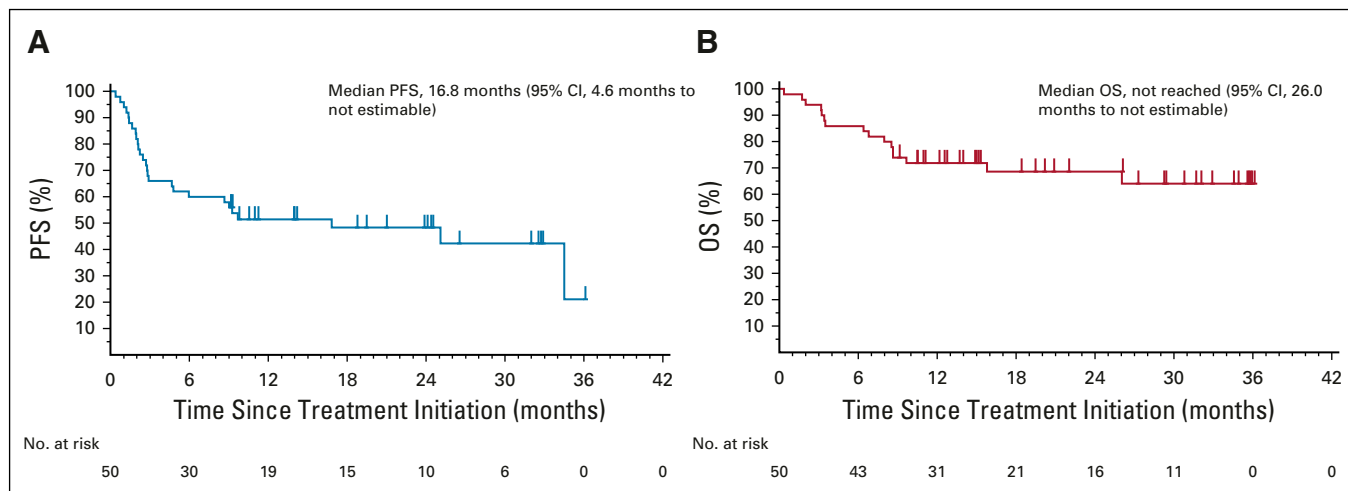 A
Median PFS, 16.8 months (95% CI, 4.6 months to
not estimable)
PFS (%)
100
90
80
70
60
50
40
30
20
10
0 6 12 18 24 30 36 42
Time Since Treatment Initiation (months)
No. at risk
50 30 19 15 10 6 0 0
B
Median OS, not reached (95% CI, 26.0
months to not estimable)
OS (%)
100
90
80
70
60
50
40
30
20
10
0 6 12 18 24 30 36 42
Time Since Treatment Initiation (months)
No. at risk
50 43 31 21 16 11 0 0